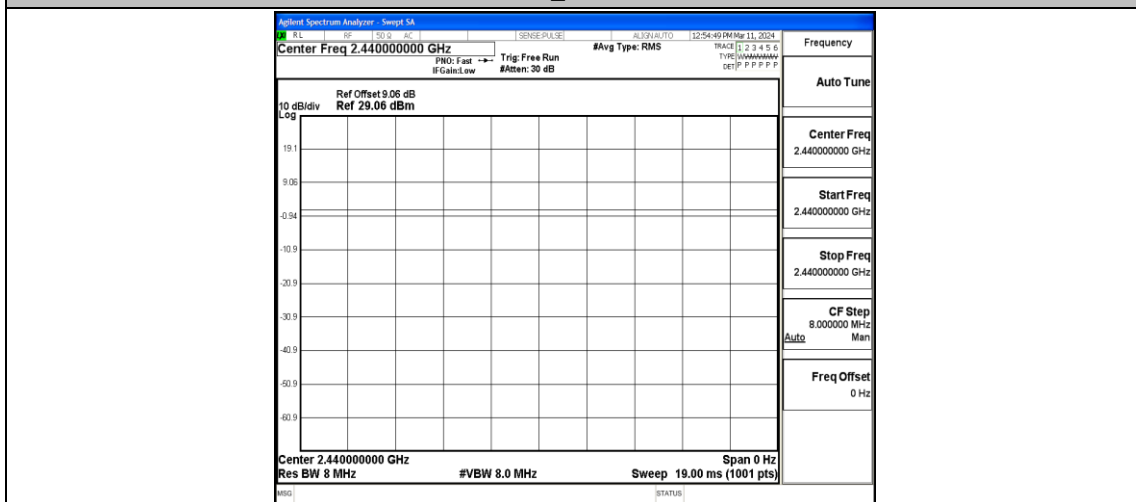 Agilent Spectrum Analyzer - Swept SA
RL RF 50 Ω AC SENSE:PULSE ALIGN AUTO 12:54:49 PM Mar 11, 2024
Center Freq 2.440000000 GHz
PNO: Fast
IFGain:Low
Trig: Free Run
#Atten: 30 dB
#Avg Type: RMS
TRACE 1 2 3 4 5 6
TYPE
DET P P P P P P
Ref Offset 9.06 dB
10 dB/div Ref 29.06 dBm
Log
19.1
9.06
-0.94
-10.9
-20.9
-30.9
-40.9
-50.9
-60.9
Center 2.440000000 GHz Span 0 Hz
Res BW 8 MHz #VBW 8.0 MHz Sweep 19.00 ms (1001 pts)
MSG STATUS
Frequency
Auto Tune
Center Freq
2.440000000 GHz
Start Freq
2.440000000 GHz
Stop Freq
2.440000000 GHz
CF Step
8.000000 MHz
Auto Man
Freq Offset
0 Hz